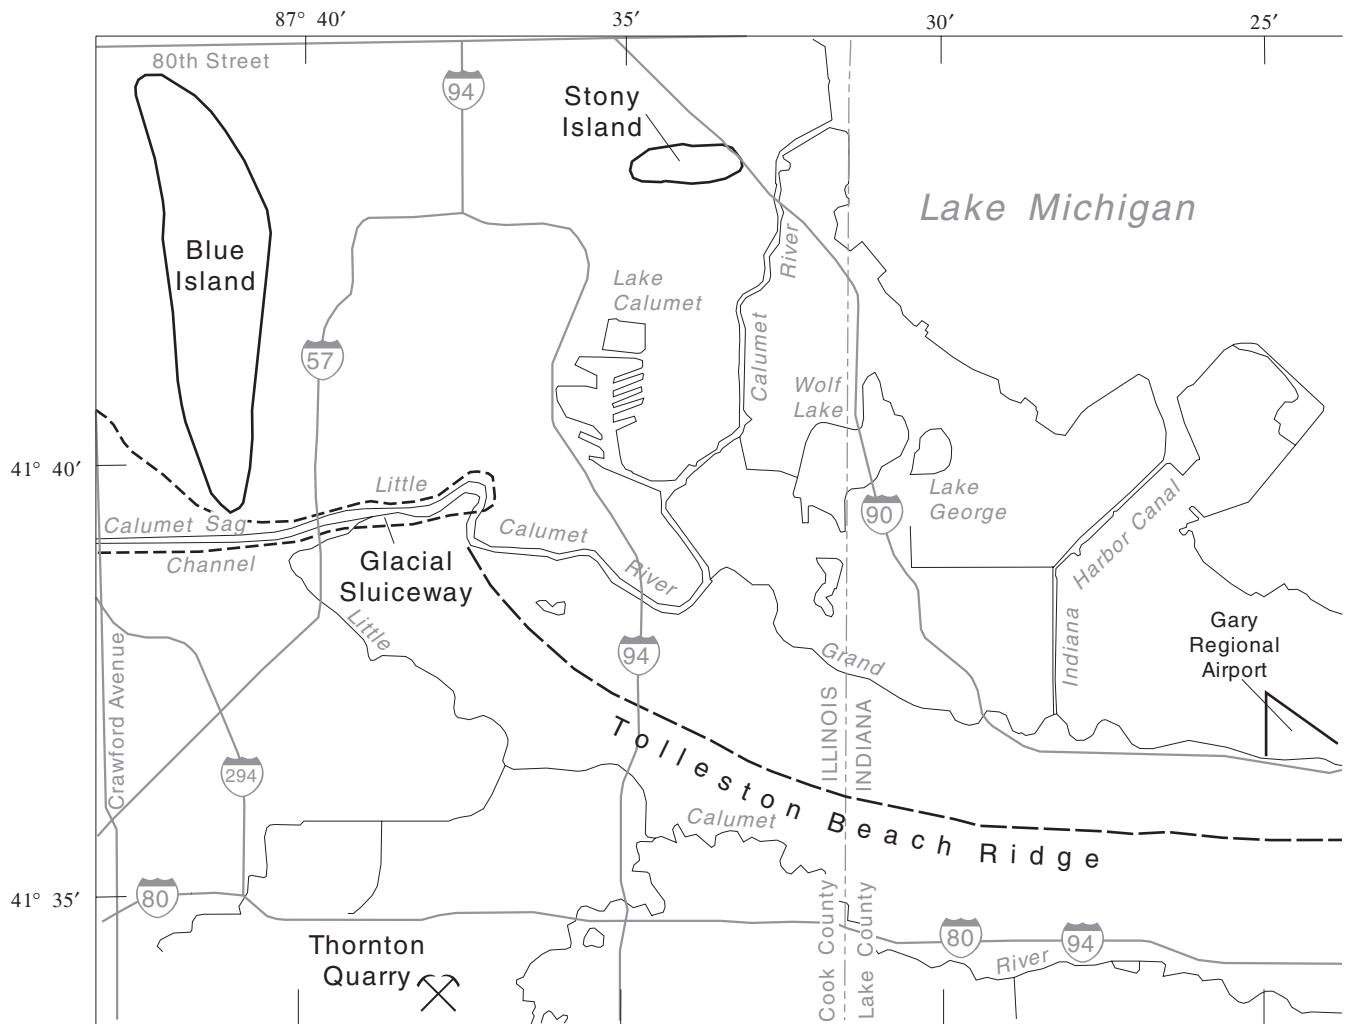 87° 40′
35′
30′
25′
80th Street
94
Stony
Island
Lake Michigan
Blue
Island
River
Lake
Calumet
Calumet
57
Wolf
Lake
41° 40′
Little
Lake
George
90
Calumet Sag
Channel
Calumet
Harbor Canal
Glacial
Sluiceway
River
Little
Gary
Regional
Airport
94
Grand
Indiana
Crawford Avenue
ILLINOIS
INDIANA
Tolleston Beach Ridge
294
Calumet
41° 35′
80
Cook County
Lake County
80
94
Thornton
Quarry
River